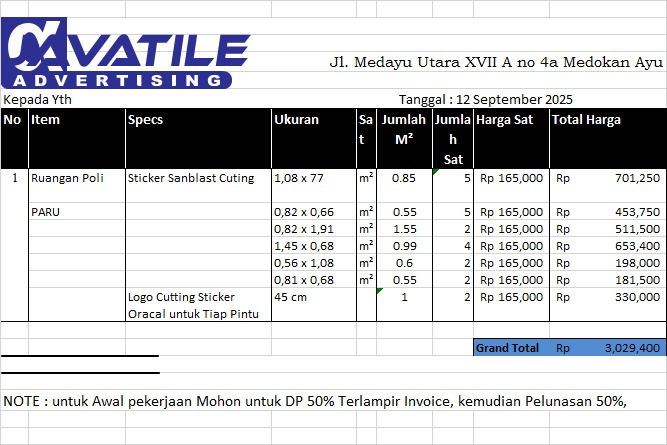 CAVATILE
ADVERTISING
Jl. Medayu Utara XVII A no 4a Medokan Ayu
Kepada Yth Tanggal : 12 September 2025
No Item Specs Ukuran Sat Jumlah M² Jumlah Sat Harga Sat Total Harga
1 Ruangan Poli Sticker Sanblast Cuting 1,08 x 77 m² 0.85 5 Rp 165,000 Rp 701,250
PARU 0,82 x 0,66 m² 0.55 5 Rp 165,000 Rp 453,750
0,82 x 1,91 m² 1.55 2 Rp 165,000 Rp 511,500
1,45 x 0,68 m² 0.99 4 Rp 165,000 Rp 653,400
0,56 x 1,08 m² 0.6 2 Rp 165,000 Rp 198,000
0,81 x 0,68 m² 0.55 2 Rp 165,000 Rp 181,500
Logo Cutting Sticker 45 cm 1 2 Rp 165,000 Rp 330,000
Oracal untuk Tiap Pintu
Grand Total Rp 3,029,400
NOTE : untuk Awal pekerjaan Mohon untuk DP 50% Terlampir Invoice, kemudian Pelunasan 50%,